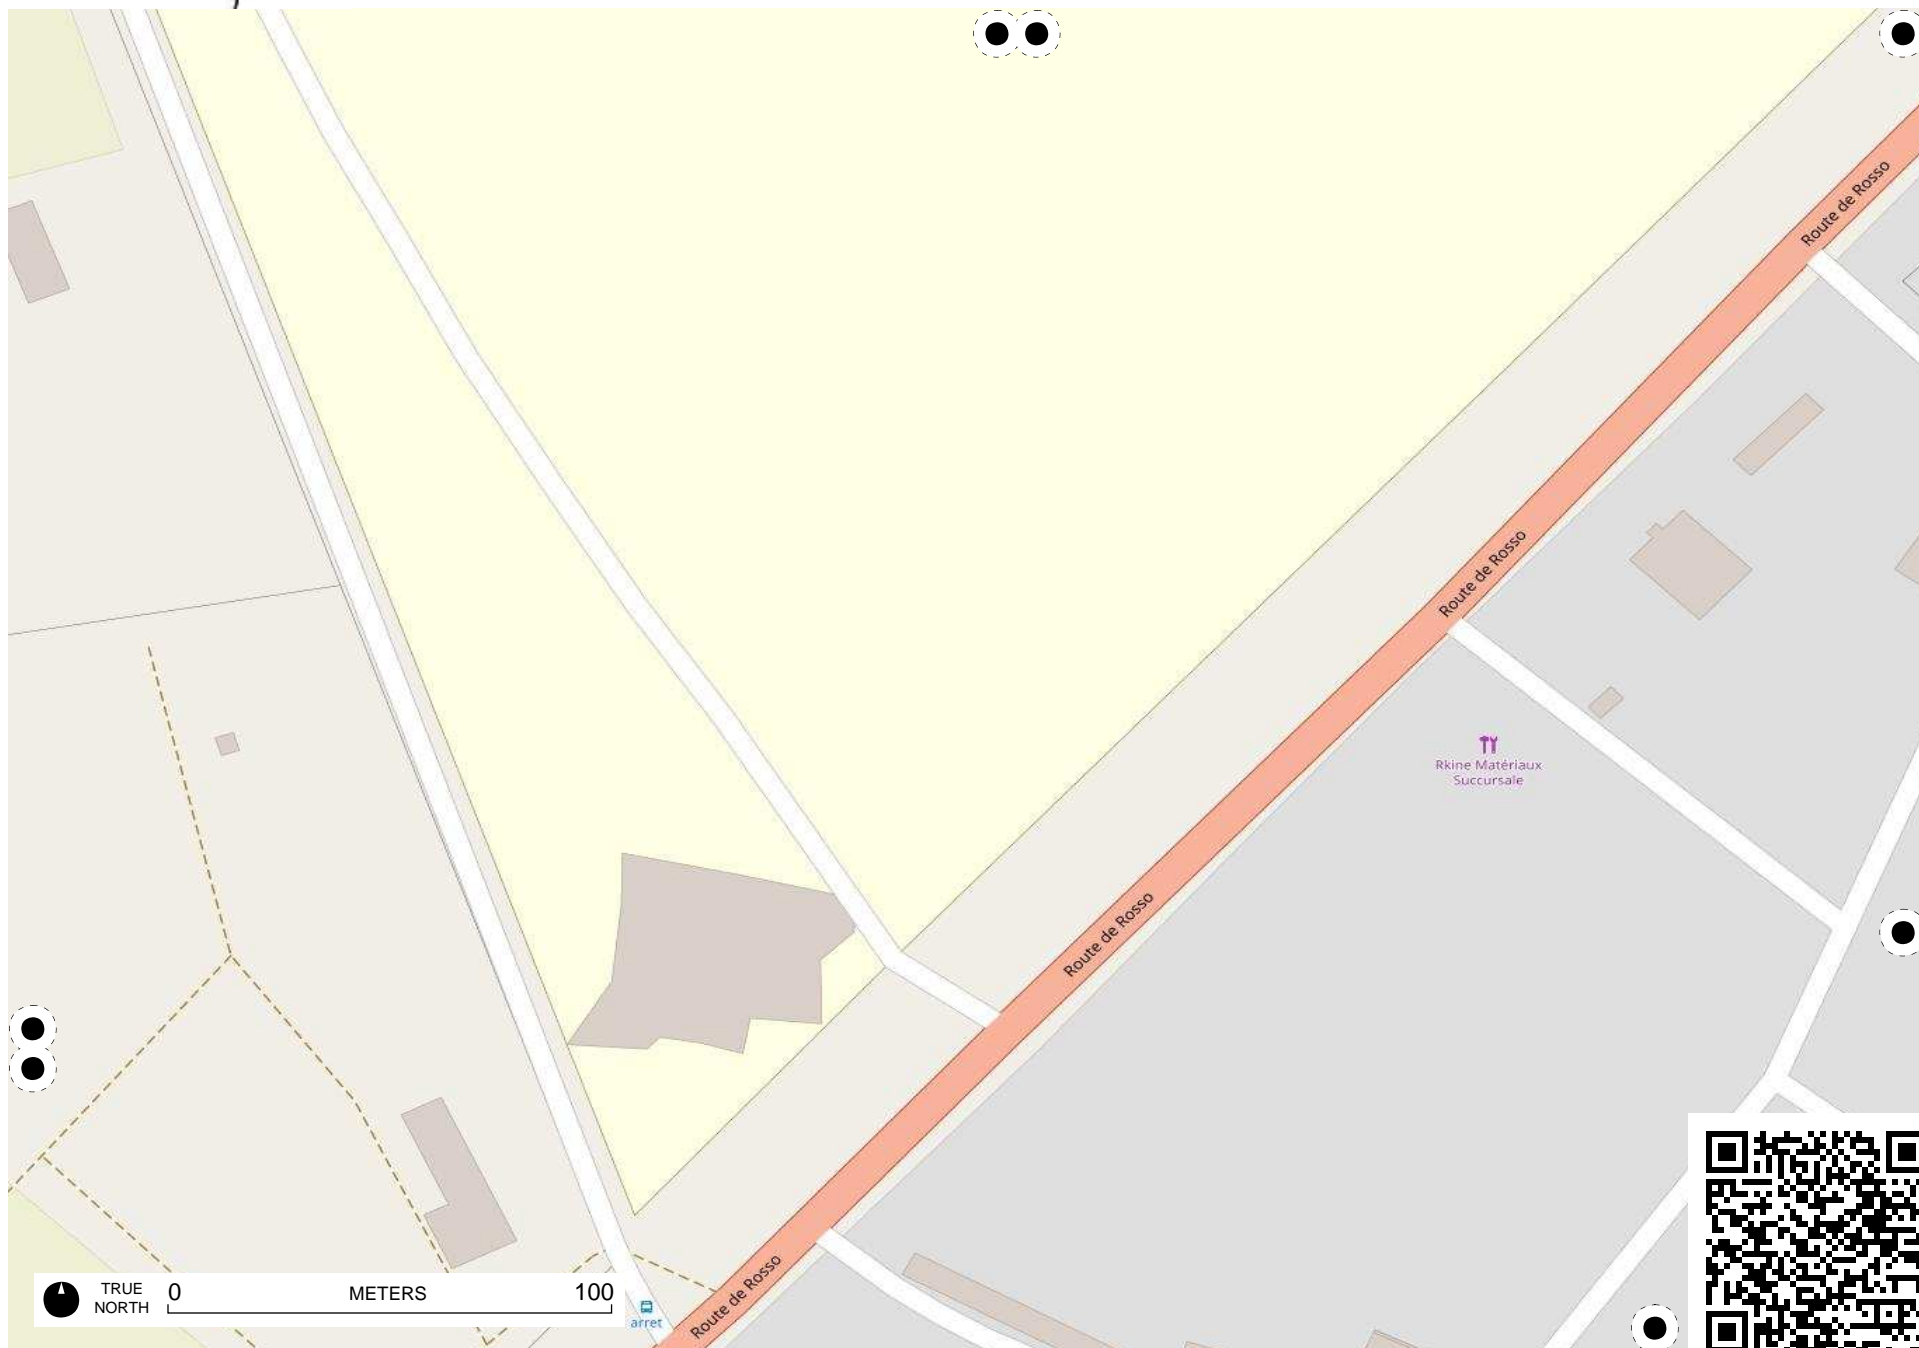 Route de Rosso
Route de Rosso
Rkine Matériaux
Succursale
Route de Rosso
Route de Rosso
arret
TRUE
NORTH
0
METERS
100